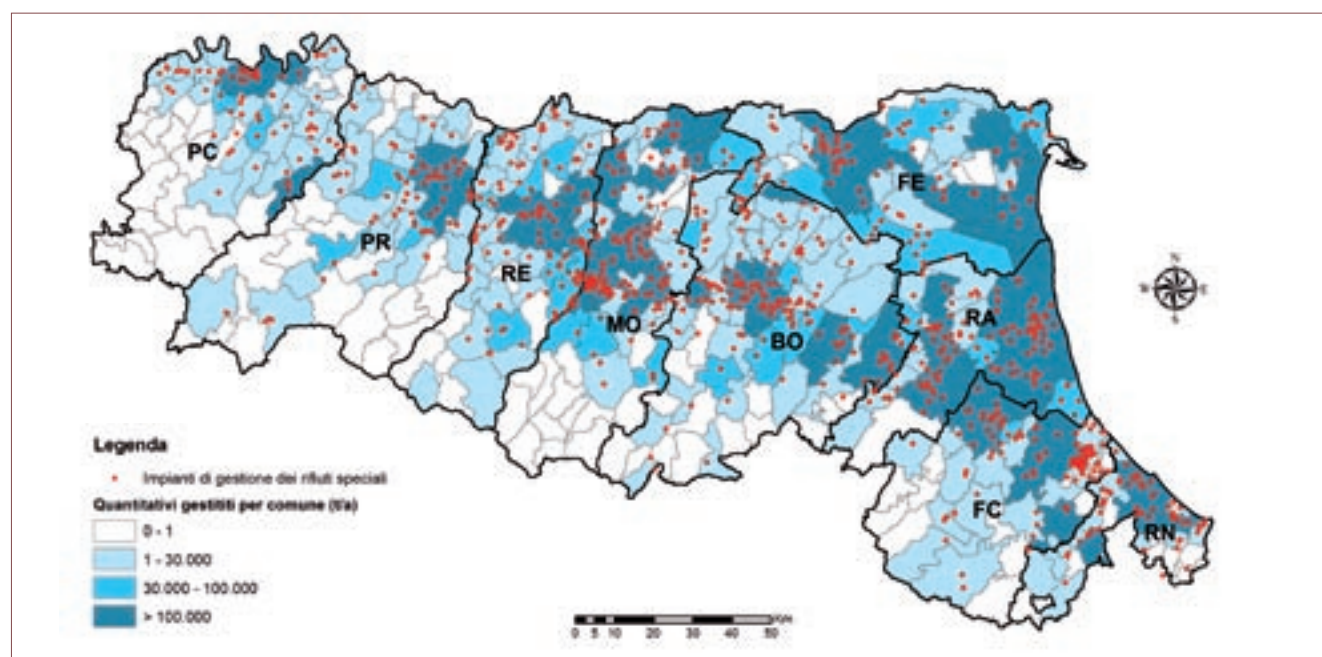 PC
PR
RE
MO
BO
FE
RA
FC
RN
N
S
E
Legenda
Impianti di gestione dei rifiuti speciali
Quantitativi gestititi per comune (t/a)
0 - 1
1 - 30.000
30.000 - 100.000
> 100.000
0 5 10 20 30 40 50